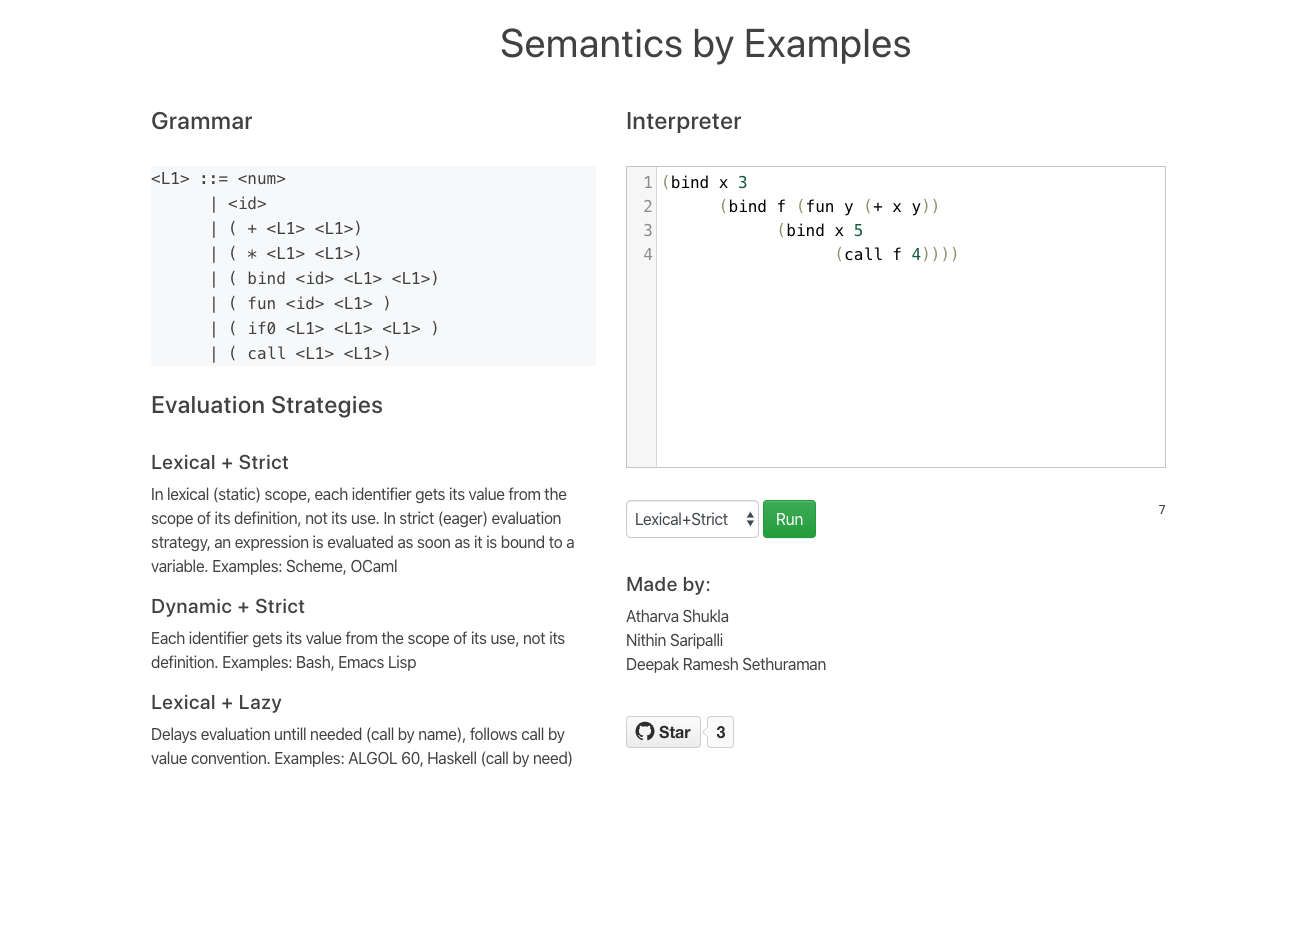 Semantics by Examples
Grammar
<L1> ::= <num>
      | <id>
      | ( + <L1> <L1>)
      | ( * <L1> <L1>)
      | ( bind <id> <L1> <L1>)
      | ( fun <id> <L1> )
      | ( if0 <L1> <L1> <L1> )
      | ( call <L1> <L1>)
Evaluation Strategies
Lexical + Strict
In lexical (static) scope, each identifier gets its value from the
scope of its definition, not its use. In strict (eager) evaluation
strategy, an expression is evaluated as soon as it is bound to a
variable. Examples: Scheme, OCaml
Dynamic + Strict
Each identifier gets its value from the scope of its use, not its
definition. Examples: Bash, Emacs Lisp
Lexical + Lazy
Delays evaluation untill needed (call by name), follows call by
value convention. Examples: ALGOL 60, Haskell (call by need)
Interpreter
1 (bind x 3
2       (bind f (fun y (+ x y))
3             (bind x 5
4                   (call f 4))))
Lexical+Strict Run 7
Made by:
Atharva Shukla
Nithin Saripalli
Deepak Ramesh Sethuraman
Star 3